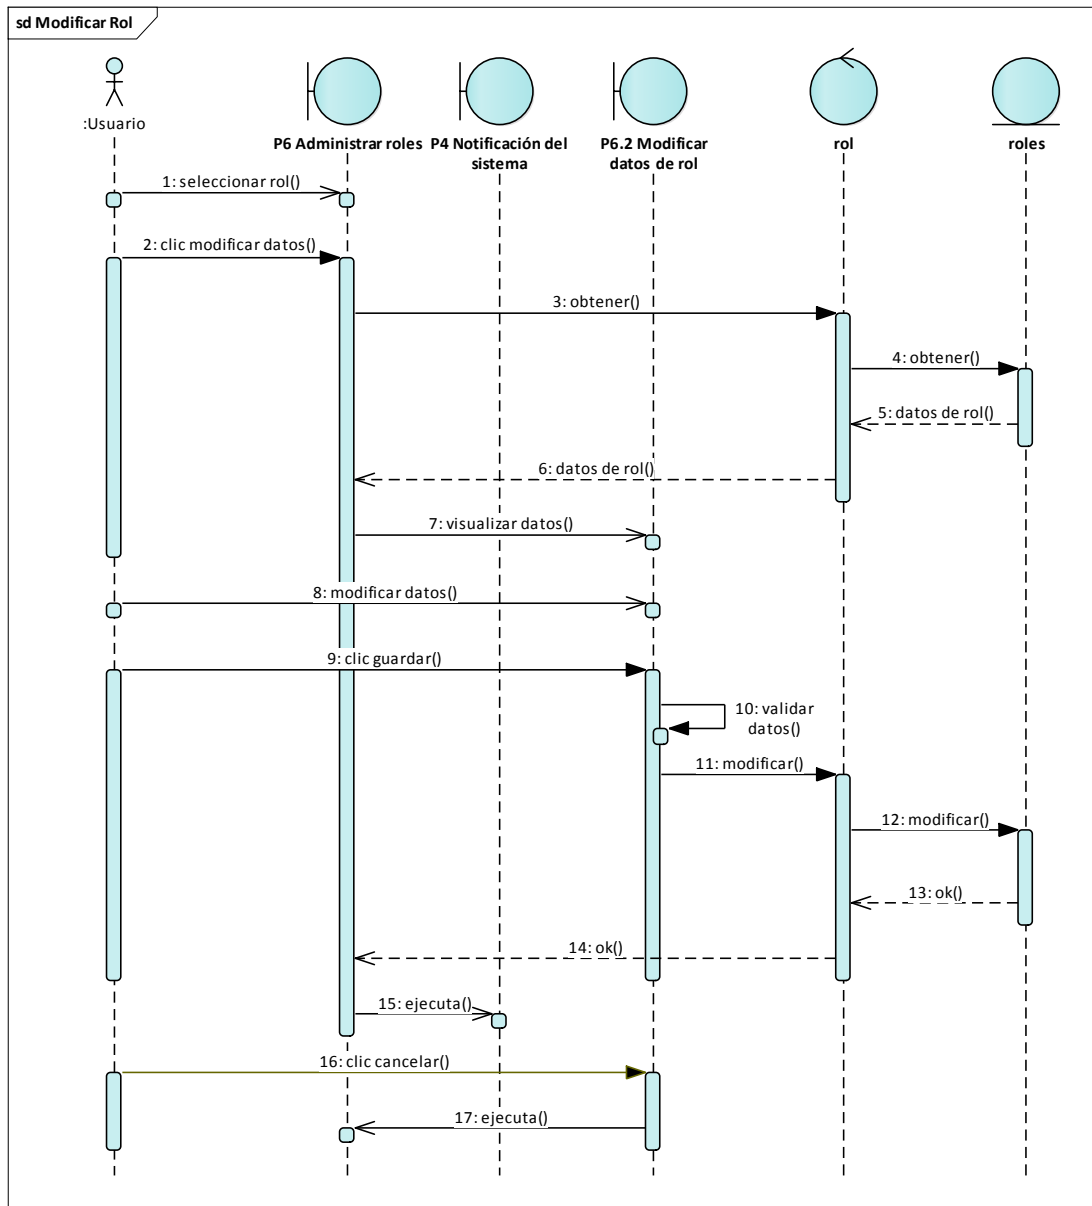 sd Modificar Rol
:Usuario
P6 Administrar roles
P4 Notificación del
sistema
P6.2 Modificar
datos de rol
rol
roles
1: seleccionar rol()
2: clic modificar datos()
3: obtener()
4: obtener()
5: datos de rol()
6: datos de rol()
7: visualizar datos()
8: modificar datos()
9: clic guardar()
10: validar
datos()
11: modificar()
12: modificar()
13: ok()
14: ok()
15: ejecuta()
16: clic cancelar()
17: ejecuta()